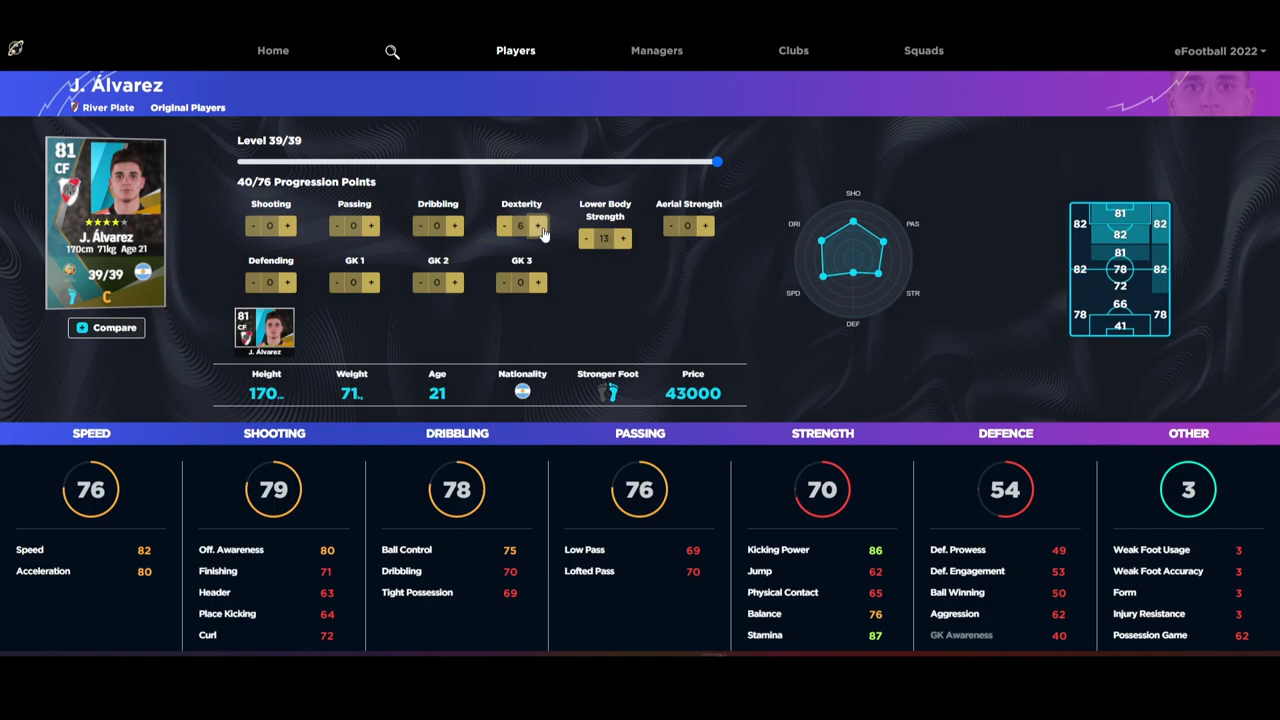 Home
Players
Managers
Clubs
Squads
eFootball 2022
J. Álvarez
River Plate Original Players
81
CF
J. Álvarez
170cm 71kg Age 21
39/39
C
Compare
Level 39/39
40/76 Progression Points
Shooting
- 0 +
Passing
- 0 +
Dribbling
- 0 +
Dexterity
- 6 +
Lower Body
Strength
- 13 +
Aerial Strength
- 0 +
Defending
- 0 +
GK 1
- 0 +
GK 2
- 0 +
GK 3
- 0 +
81
CF
J. Álvarez
Height
170
Weight
71
Age
21
Nationality
Stronger Foot
Price
43000
SHO
PAS
STR
DEF
SPD
DRI
81
82 82
82
81
82 78 82
72
66
78 78
41
SPEED
76
Speed 82
Acceleration 80
SHOOTING
79
Off. Awareness 80
Finishing 71
Header 63
Place Kicking 64
Curl 72
DRIBBLING
78
Ball Control 75
Dribbling 70
Tight Possession 69
PASSING
76
Low Pass 69
Lofted Pass 70
STRENGTH
70
Kicking Power 86
Jump 62
Physical Contact 65
Balance 76
Stamina 87
DEFENCE
54
Def. Prowess 49
Def. Engagement 53
Ball Winning 50
Aggression 62
GK Awareness 40
OTHER
3
Weak Foot Usage 3
Weak Foot Accuracy 3
Form 3
Injury Resistance 3
Possession Game 62